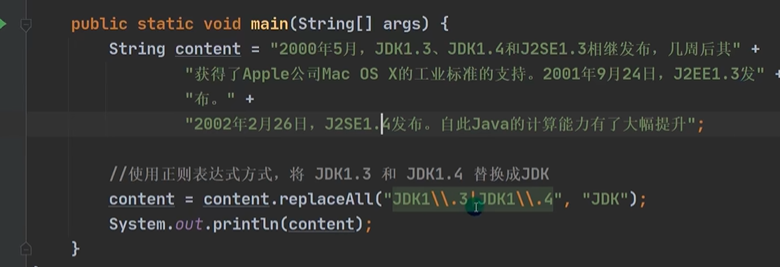 public static void main(String[] args) {
String content = "2000年5月，JDK1.3、JDK1.4和J2SE1.3相继发布，几周后其" +
"获得了Apple公司Mac OS X的工业标准的支持。2001年9月24日，J2EE1.3发" +
"布。" +
"2002年2月26日，J2SE1.4发布。自此Java的计算能力有了大幅提升";
//使用正则表达式方式，将 JDK1.3 和 JDK1.4 替换成JDK
content = content.replaceAll("JDK1\\.3|JDK1\\.4", "JDK");
System.out.println(content);
}